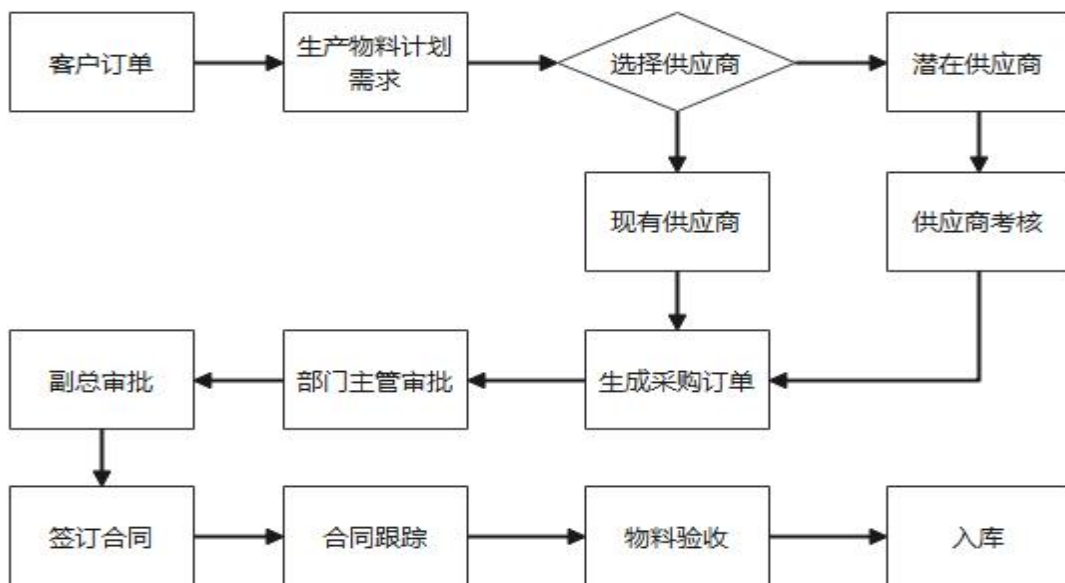 客户订单
生产物料计划
需求
选择供应商
潜在供应商
现有供应商
供应商考核
副总审批
部门主管审批
生成采购订单
签订合同
合同跟踪
物料验收
入库